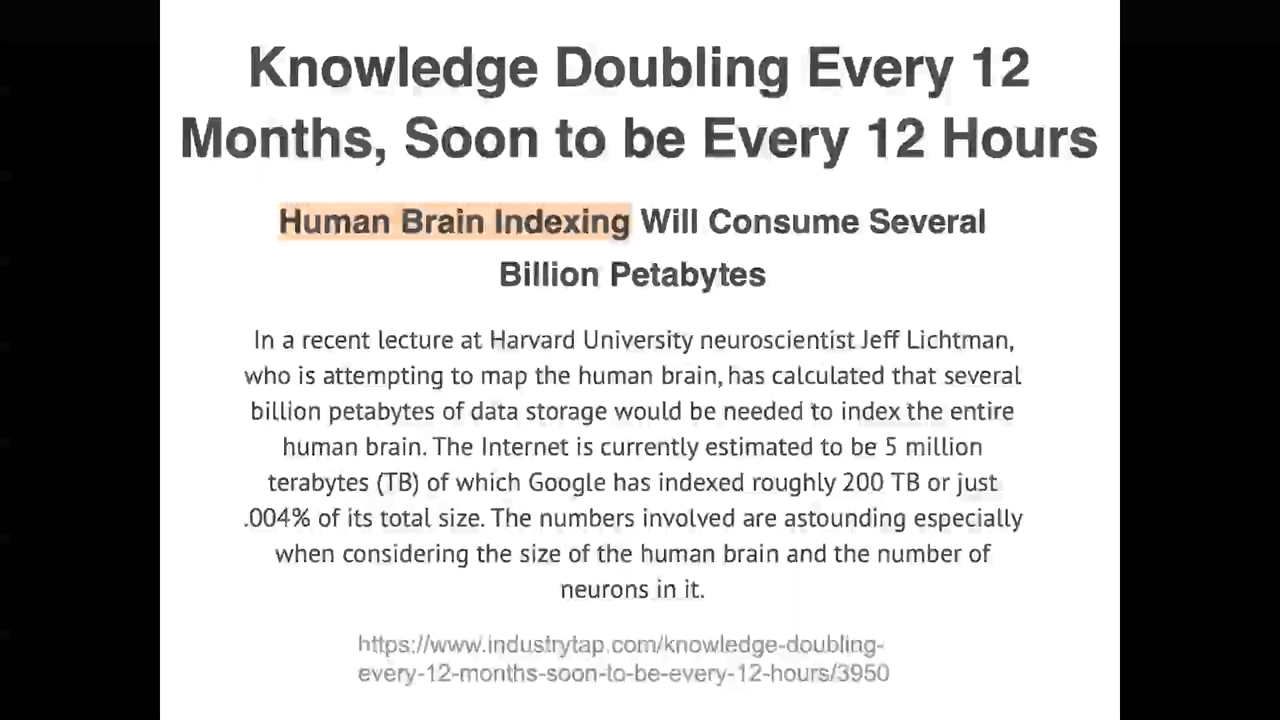 Knowledge Doubling Every 12
Months, Soon to be Every 12 Hours
Human Brain Indexing Will Consume Several
Billion Petabytes
In a recent lecture at Harvard University neuroscientist Jeff Lichtman,
who is attempting to map the human brain, has calculated that several
billion petabytes of data storage would be needed to index the entire
human brain. The Internet is currently estimated to be 5 million
terabytes (TB) of which Google has indexed roughly 200 TB or just
.004% of its total size. The numbers involved are astounding especially
when considering the size of the human brain and the number of
neurons in it.
https://www.industrytap.com/knowledge-doubling-
every-12-months-soon-to-be-every-12-hours/3950